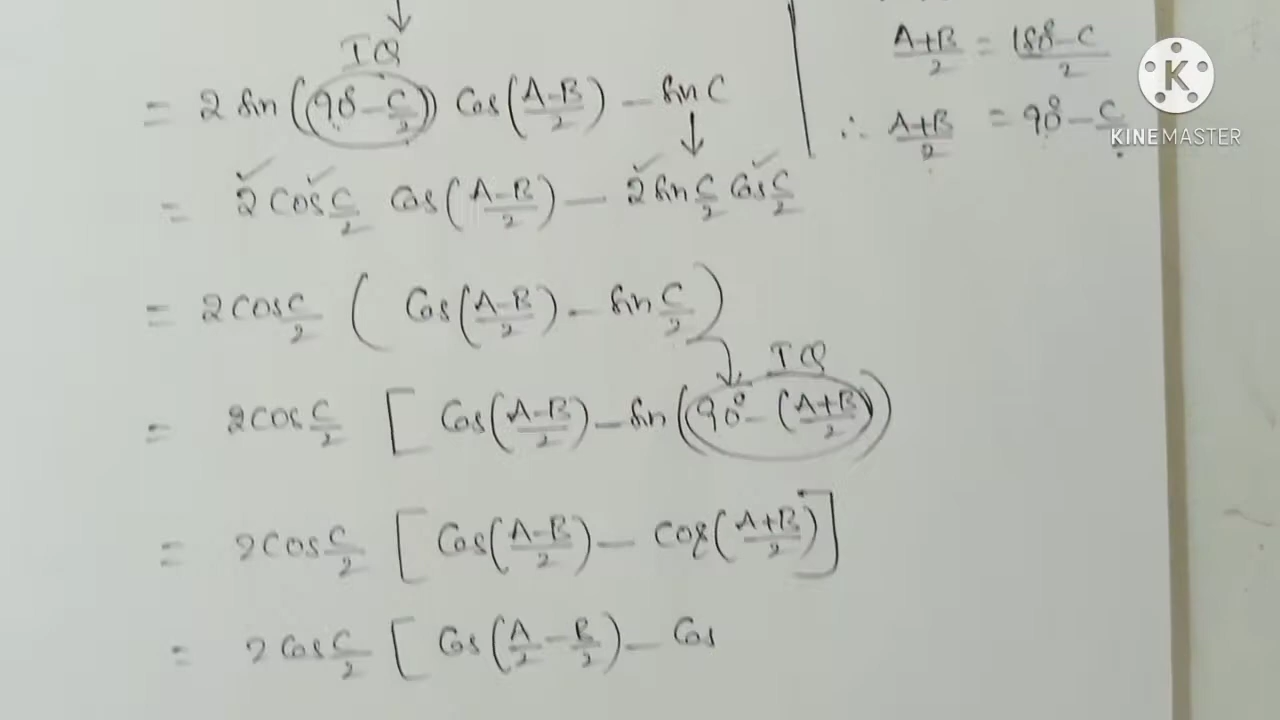 A+B/2 = 180°-C/2
∴ A+B/2 = 90°-C/2
KINEMASTER
IQ
= 2 sin(90°-C/2) Cos(A-B/2) - sin C
= 2 Cos C/2 Cos(A-B/2) - 2 sin C/2 Cos C/2
= 2 Cos C/2 ( Cos(A-B/2) - sin C/2 )
IQ
= 2 Cos C/2 [ Cos(A-B/2) - sin(90°-(A+B/2))
= 2 Cos C/2 [ Cos(A-B/2) - Cos(A+B/2) ]
= 2 Cos C/2 [ Cos(A/2 - B/2) - Cos